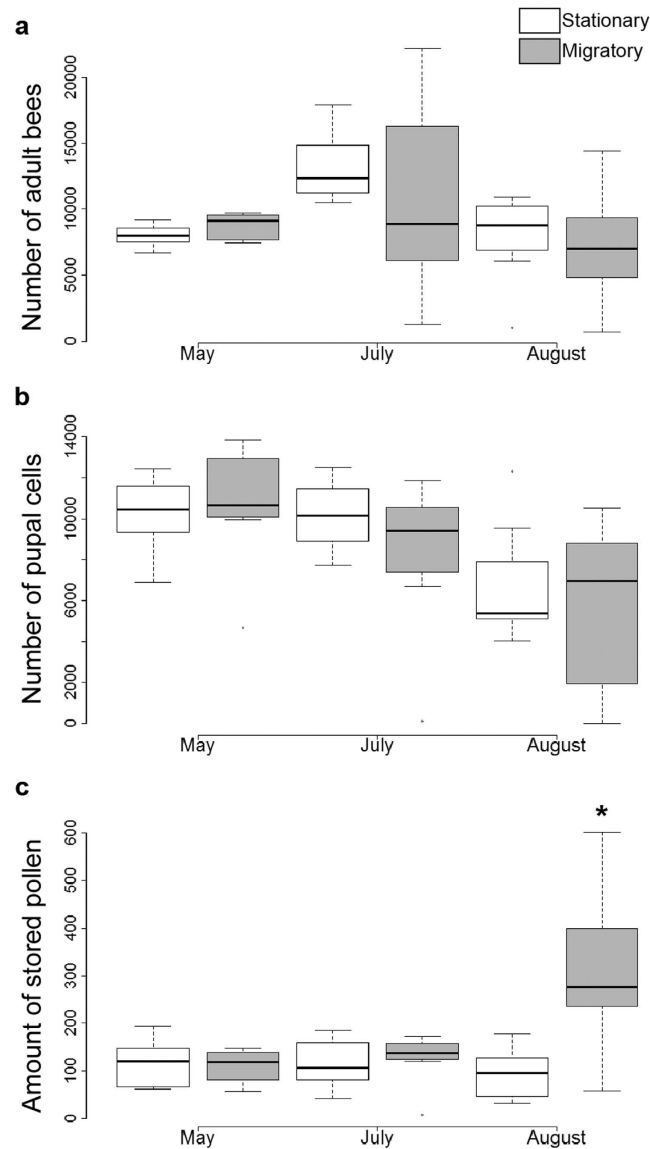 a
Stationary
Migratory
Number of adult bees
20000
15000
10000
5000
0
May
July
August
b
Number of pupal cells
14000
10000
6000
2000
0
May
July
August
c
*
Amount of stored pollen
600
500
400
300
200
100
0
May
July
August